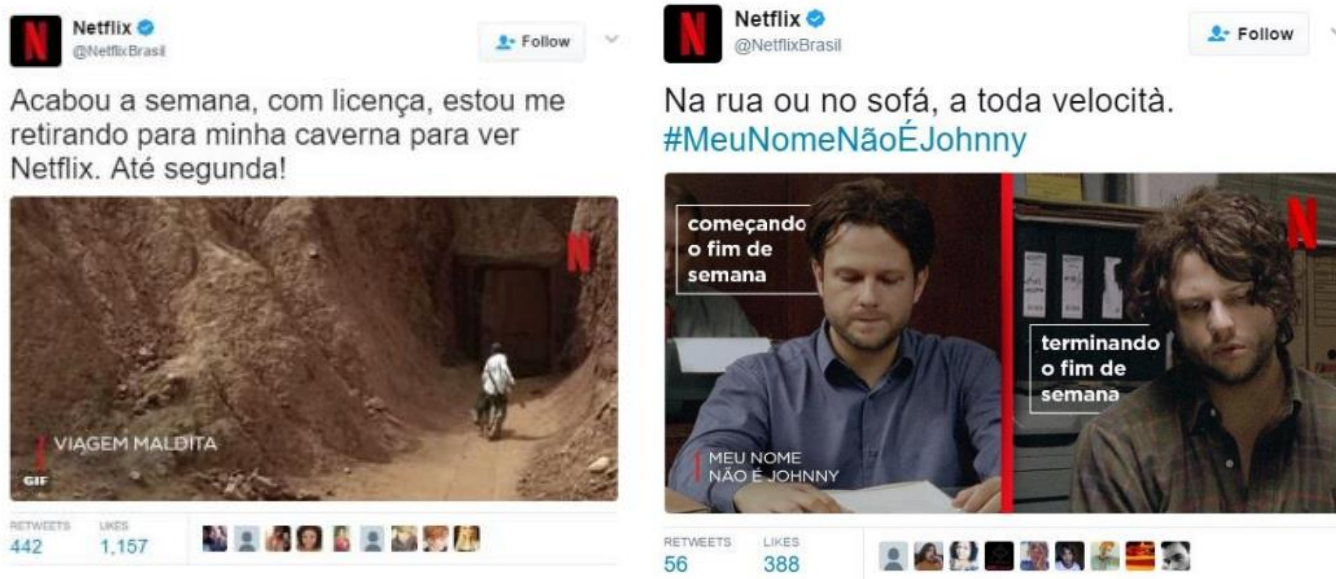 Netflix
@NetflixBrasil
Follow
Acabou a semana, com licença, estou me
retirando para minha caverna para ver
Netflix. Até segunda!
N
VIAGEM MALDITA
GIF
RETWEETS LIKES
442 1,157
Netflix
@NetflixBrasil
Follow
Na rua ou no sofá, a toda velocità.
#MeuNomeNãoÉJohnny
começando
o fim de
semana
MEU NOME
NÃO É JOHNNY
N
terminando
o fim de
semana
RETWEETS LIKES
56 388